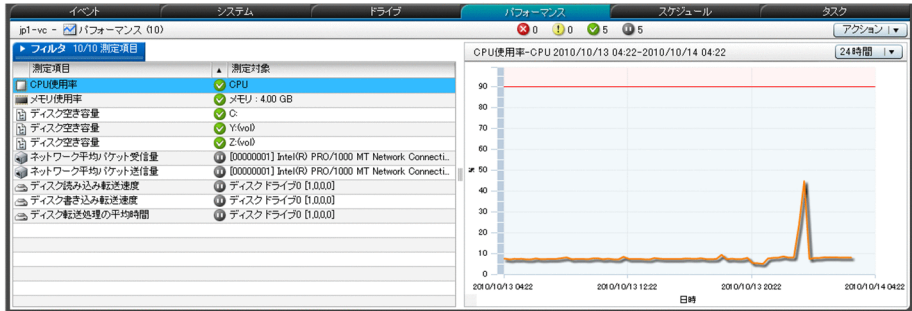 イベント システム ドライブ パフォーマンス スケジュール タスク
jp1-vc - パフォーマンス (10) 0 0 5 5 アクション
フィルタ 10/10 測定項目
CPU使用率-CPU 2010/10/13 04:22-2010/10/14 04:22 24時間
測定項目 測定対象
CPU使用率 CPU
メモリ使用率 メモリ : 4.00 GB
ディスク空き容量 C:
ディスク空き容量 Y:(vol)
ディスク空き容量 Z:(vol)
ネットワーク平均パケット受信量 [00000001] Intel(R) PRO/1000 MT Network Connecti...
ネットワーク平均パケット送信量 [00000001] Intel(R) PRO/1000 MT Network Connecti...
ディスク読み込み転送速度 ディスクドライブ0 [1,0,0,0]
ディスク書き込み転送速度 ディスクドライブ0 [1,0,0,0]
ディスク転送処理の平均時間 ディスクドライブ0 [1,0,0,0]
90
80
70
60
% 50
40
30
20
10
0
2010/10/13 04:22 2010/10/13 12:22 2010/10/13 20:22 2010/10/14 04:22
日時